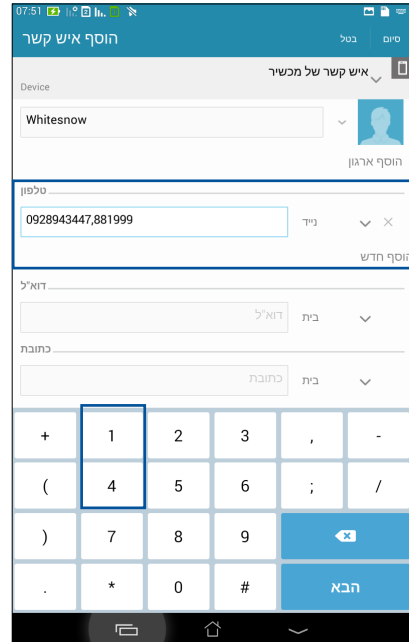 07:51
הוסף איש קשר
בטל
סיום
איש קשר של מכשיר
Device
Whitesnow
הוסף ארגון
טלפון
0928943447,881999
נייד
הוסף חדש
דוא"ל
דוא"ל
בית
כתובת
כתובת
בית
+ 1 2 3 , -
( 4 5 6 ; /
) 7 8 9
. * 0 # הבא